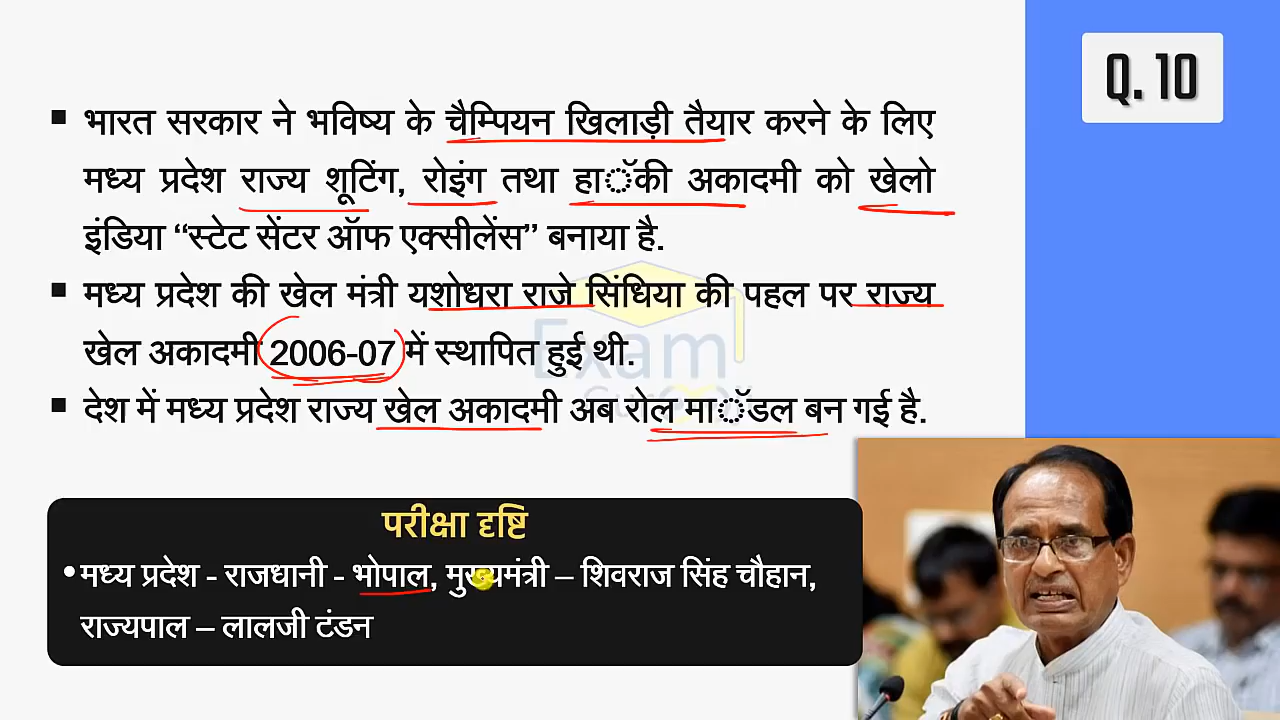 Q. 10
▪ भारत सरकार ने भविष्य के चैम्पियन खिलाड़ी तैयार करने के लिए
मध्य प्रदेश राज्य शूटिंग, रोइंग तथा हाॅकी अकादमी को खेलो
इंडिया “स्टेट सेंटर ऑफ एक्सीलेंस” बनाया है.
▪ मध्य प्रदेश की खेल मंत्री यशोधरा राजे सिंधिया की पहल पर राज्य
खेल अकादमी 2006-07 में स्थापित हुई थी.
▪ देश में मध्य प्रदेश राज्य खेल अकादमी अब रोल माॅडल बन गई है.
Exam
परीक्षा दृष्टि
• मध्य प्रदेश - राजधानी - भोपाल, मुख्यमंत्री – शिवराज सिंह चौहान,
राज्यपाल – लालजी टंडन